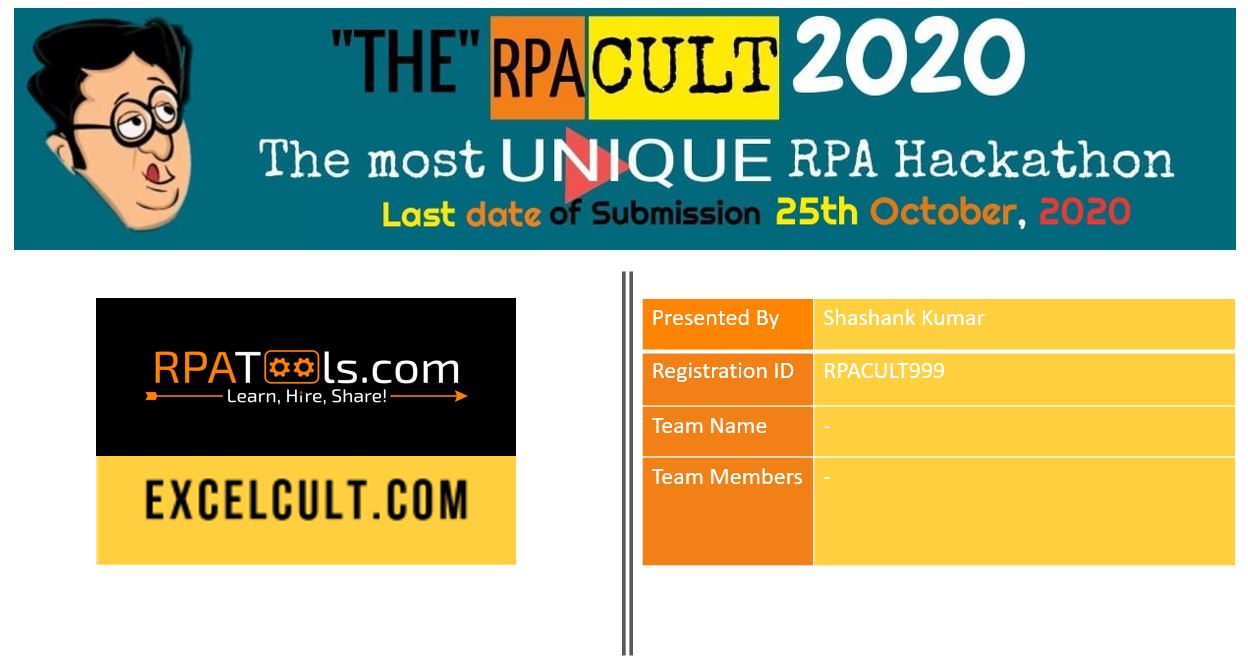 "THE" RPA CULT 2020
The most UNIQUE RPA Hackathon
Last date of Submission 25th October, 2020
RPATools.com
Learn, Hire, Share!
EXCELCULT.COM
Presented By Shashank Kumar
Registration ID RPACULT999
Team Name -
Team Members -